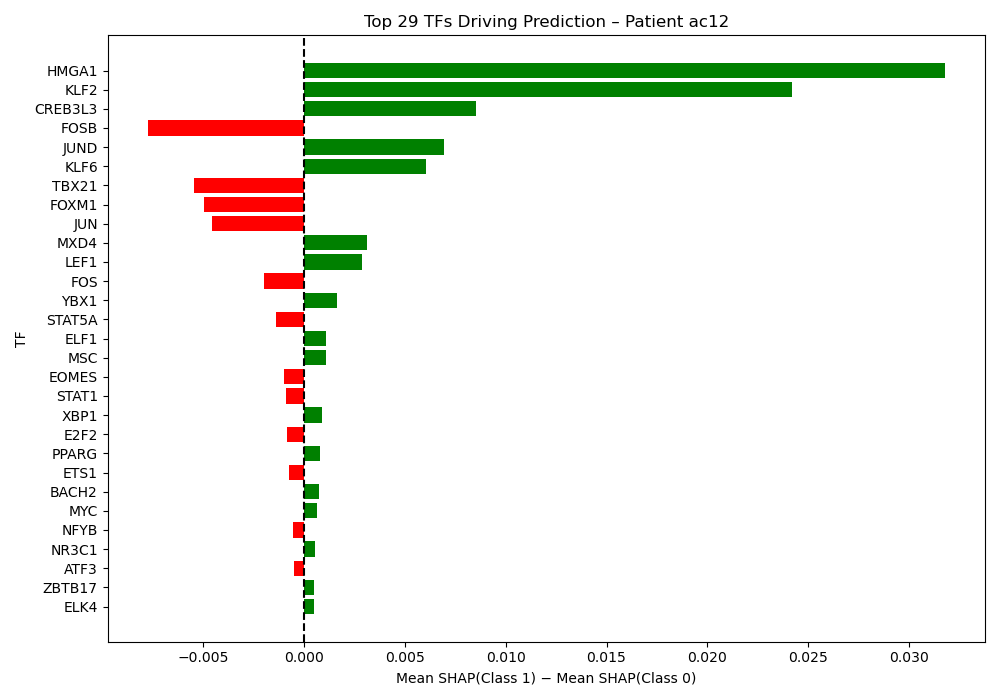 Top 29 TFs Driving Prediction – Patient ac12
HMGA1
KLF2
CREB3L3
FOSB
JUND
KLF6
TBX21
FOXM1
JUN
MXD4
LEF1
FOS
YBX1
STAT5A
ELF1
MSC
EOMES
STAT1
XBP1
E2F2
PPARG
ETS1
BACH2
MYC
NFYB
NR3C1
ATF3
ZBTB17
ELK4
TF
−0.005 0.000 0.005 0.010 0.015 0.020 0.025 0.030
Mean SHAP(Class 1) − Mean SHAP(Class 0)